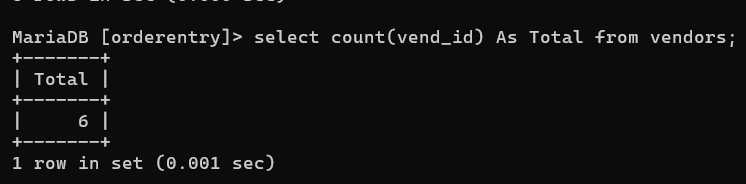 MariaDB [orderentry]> select count(vend_id) As Total from vendors;
+-------+
| Total |
+-------+
|     6 |
+-------+
1 row in set (0.001 sec)